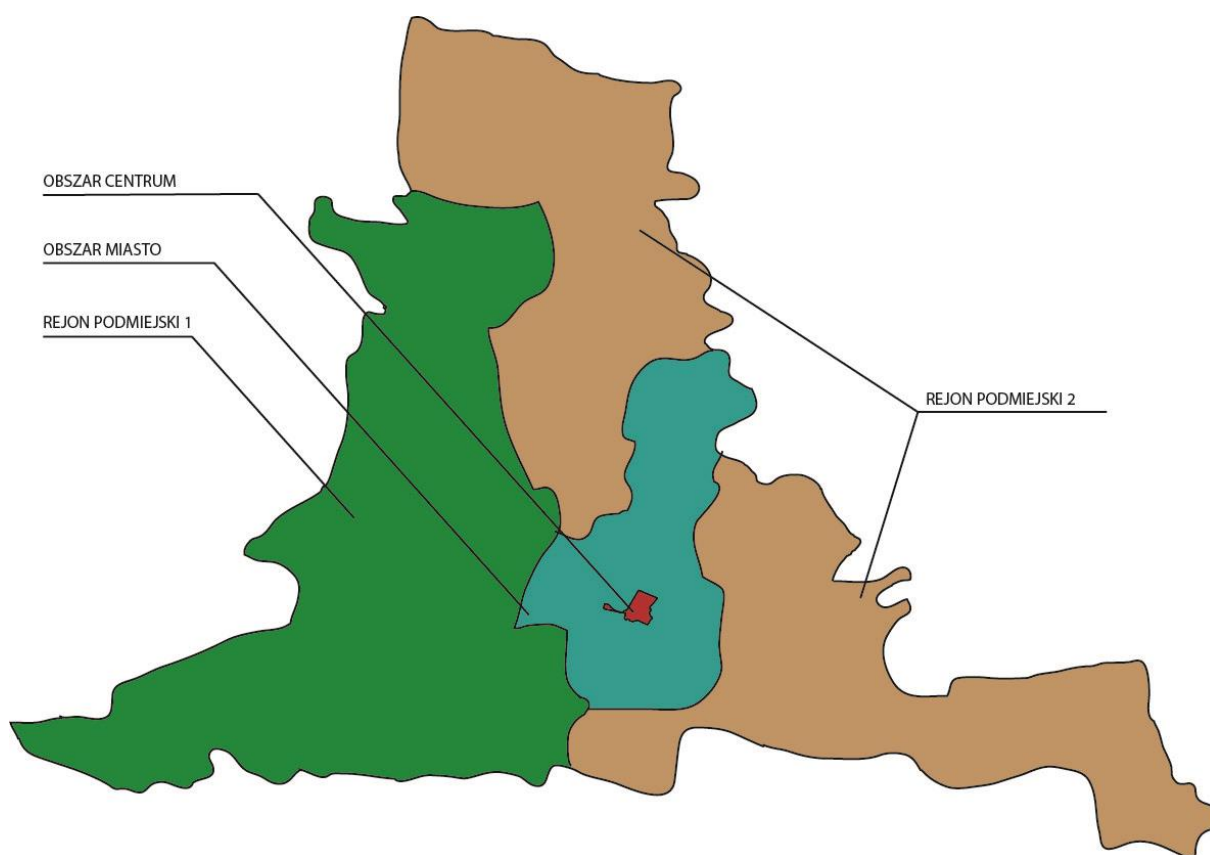 OBSZAR CENTRUM
OBSZAR MIASTO
REJON PODMIEJSKI 1
REJON PODMIEJSKI 2